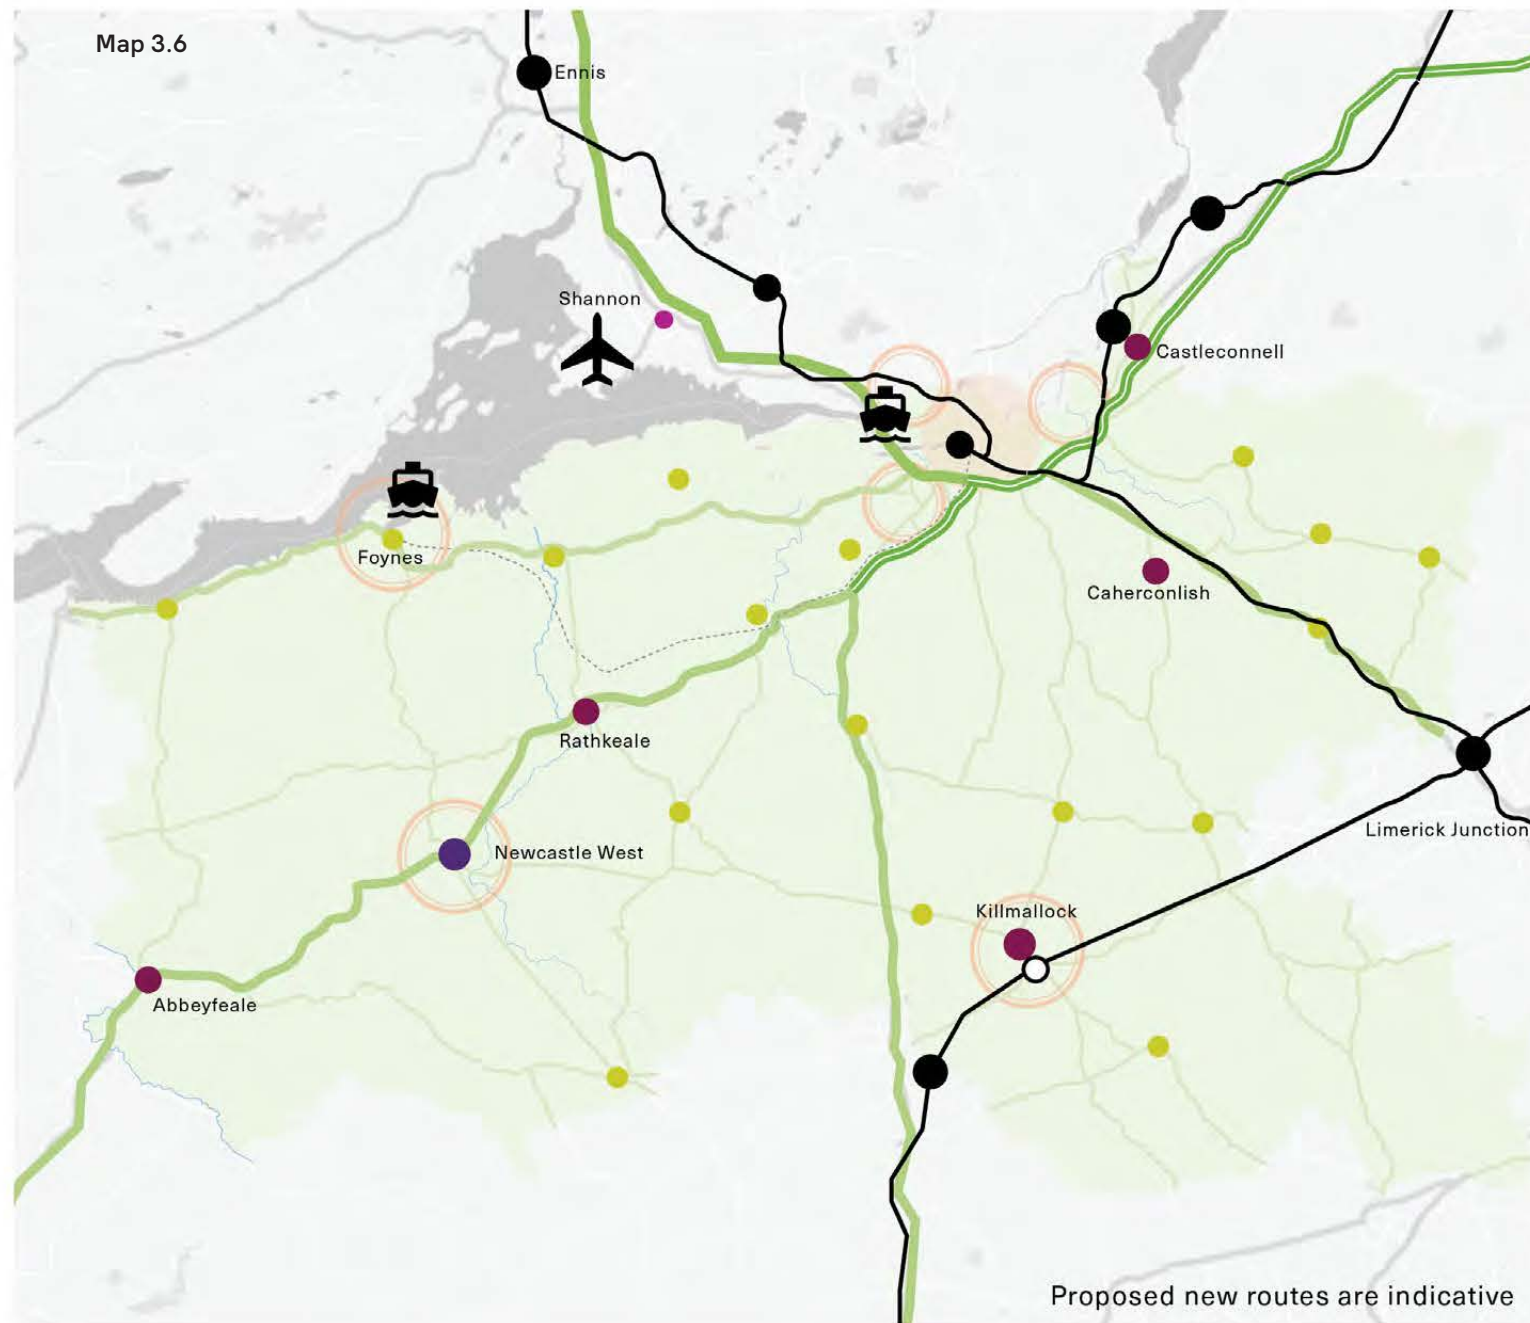 Map 3.6
Ennis
Shannon
Castleconnell
Foynes
Caherconlish
Rathkeale
Limerick Junction
Newcastle West
Killmallock
Abbeyfeale
Proposed new routes are indicative